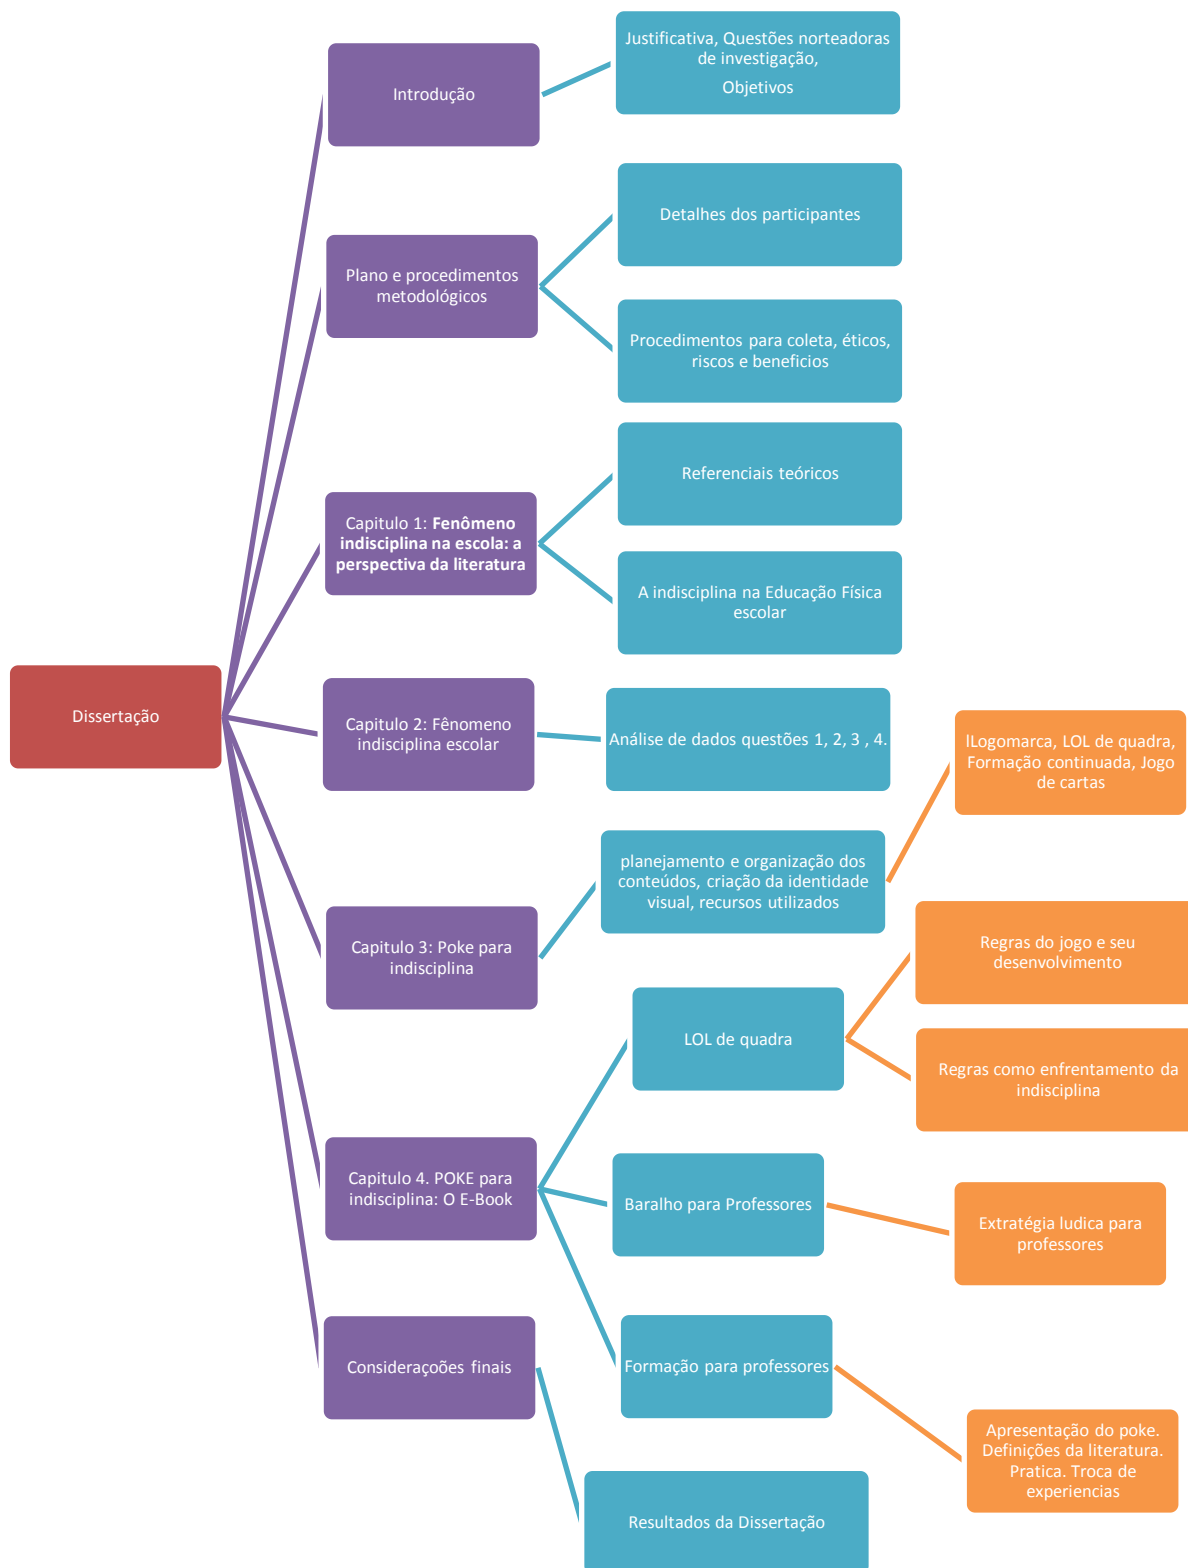 Dissertação
Introdução
Justificativa, Questões norteadoras
de investigação,
Objetivos
Plano e procedimentos
metodológicos
Detalhes dos participantes
Procedimentos para coleta, éticos,
riscos e beneficios
Capitulo 1: Fenômeno
indisciplina na escola: a
perspectiva da literatura
Referenciais teóricos
A indisciplina na Educação Física
escolar
Capitulo 2: Fênomeno
indisciplina escolar
Análise de dados questões 1, 2, 3 , 4.
Capitulo 3: Poke para
indisciplina
planejamento e organização dos
conteúdos, criação da identidade
visual, recursos utilizados
lLogomarca, LOL de quadra,
Formação continuada, Jogo
de cartas
Capitulo 4. POKE para
indisciplina: O E-Book
LOL de quadra
Regras do jogo e seu
desenvolvimento
Regras como enfrentamento da
indisciplina
Baralho para Professores
Extratégia ludica para
professores
Formação para professores
Apresentação do poke.
Definições da literatura.
Pratica. Troca de
experiencias
Considerações finais
Resultados da Dissertação